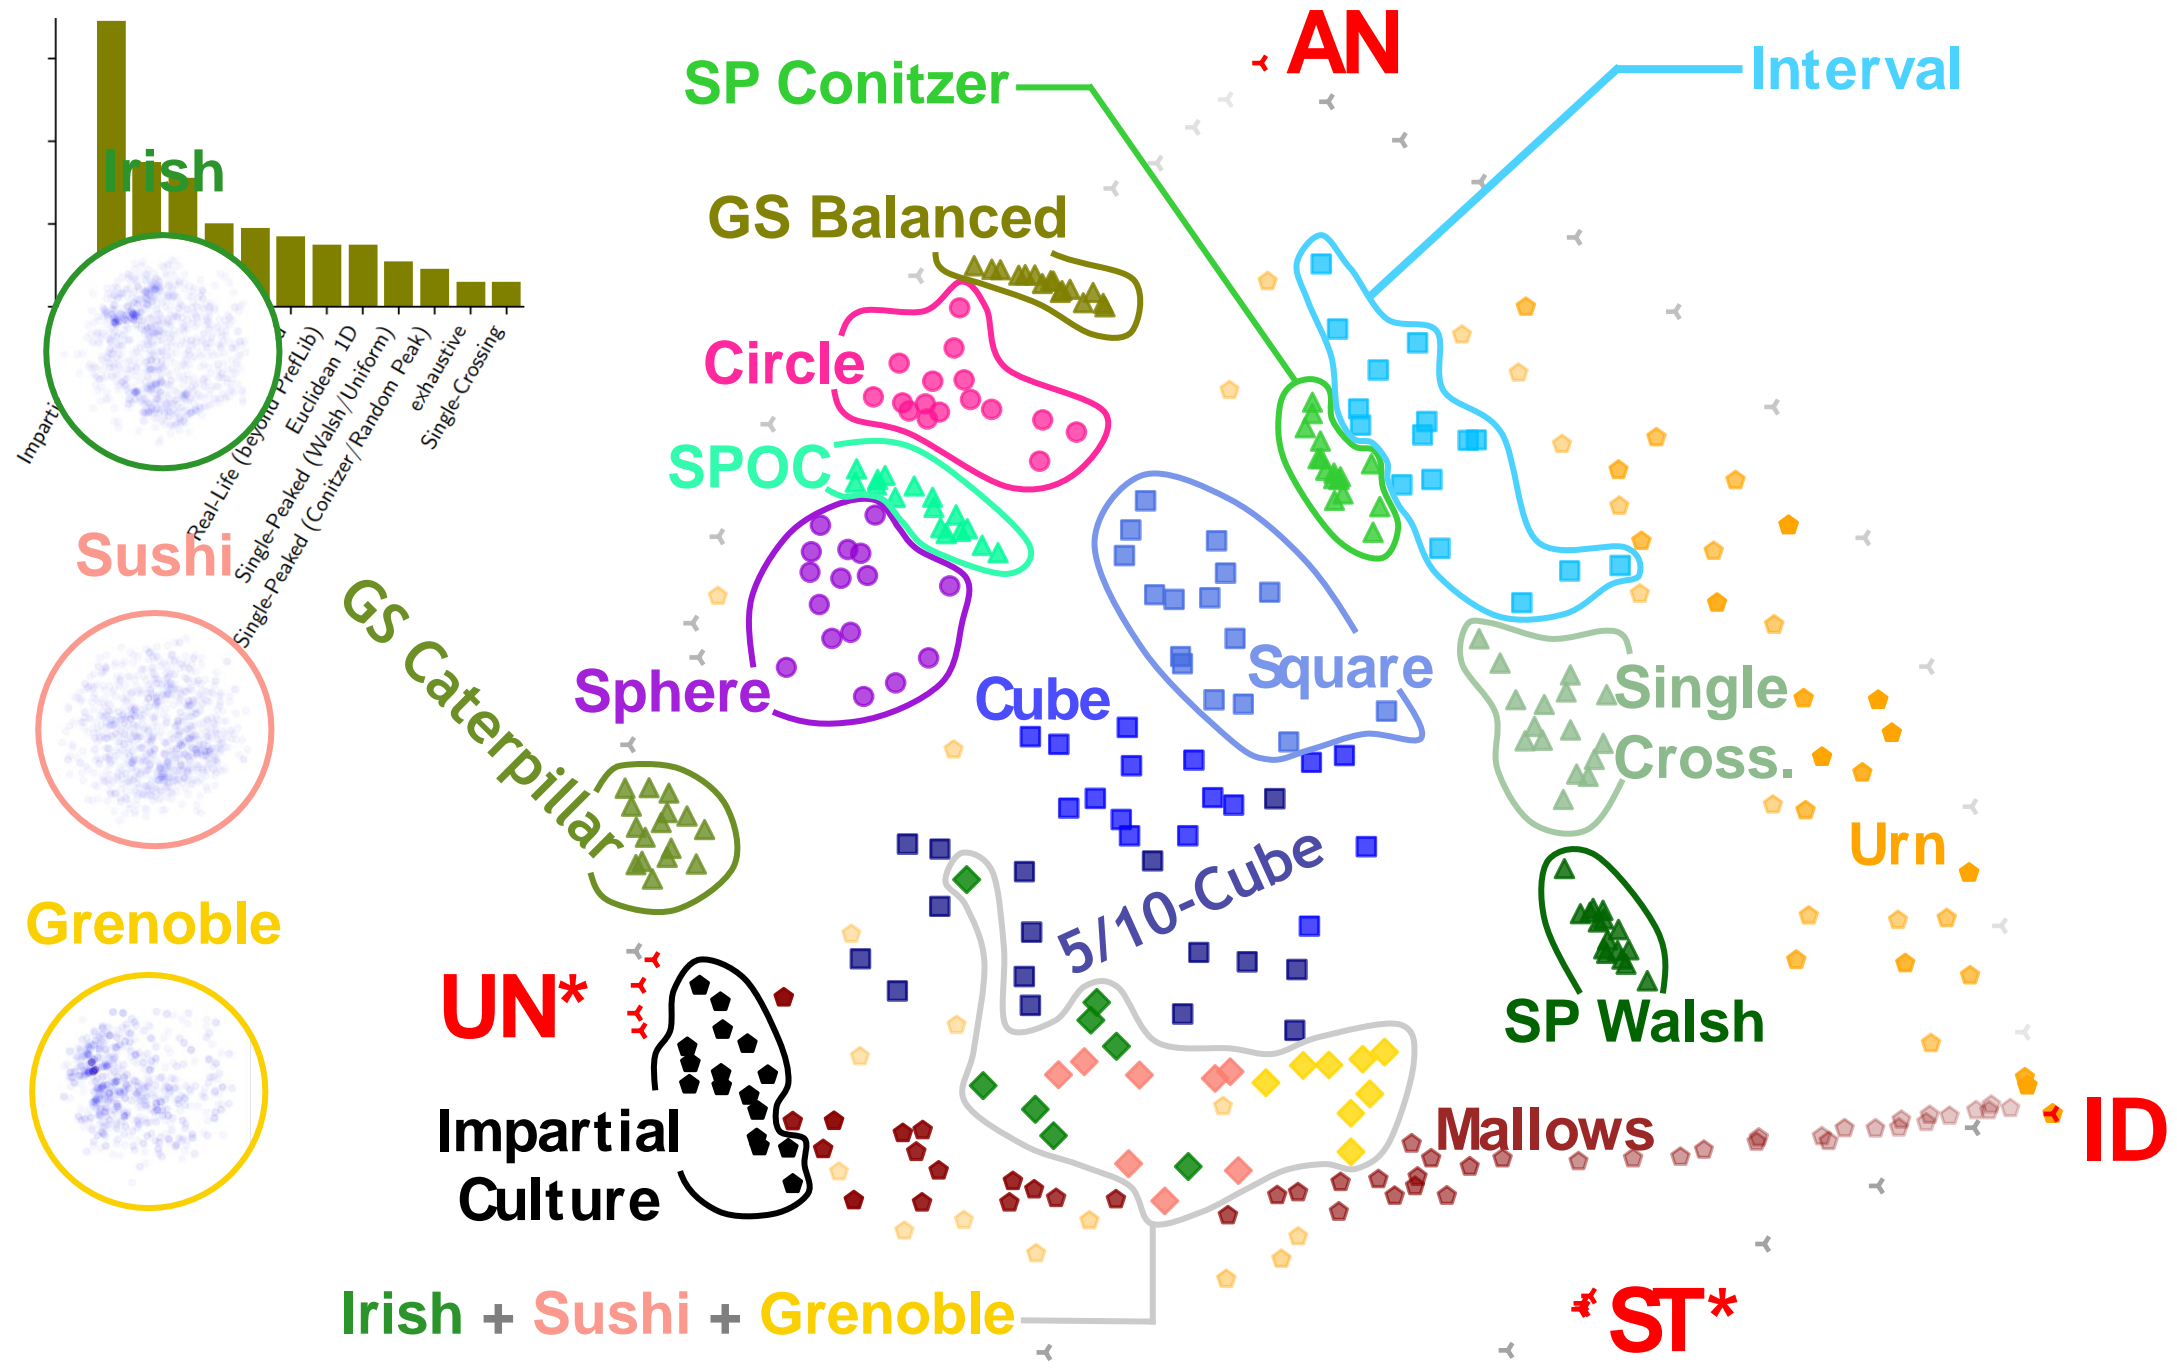 AN
SP Conitzer
Interval
Irish
GS Balanced
Circle
SPOC
Real-Life (beyond PrefLib)
Euclidean 1D
Single-Peaked (Walsh/Uniform)
Single-Peaked (Conitzer/Random Peak)
exhaustive
Single-Crossing
Sushi
GS Caterpillar
Sphere
Cube
Square
Single
Cross.
Urn
5/10-Cube
Grenoble
UN*
SP Walsh
Impartial
Culture
Mallows
ID
Irish + Sushi + Grenoble
ST*